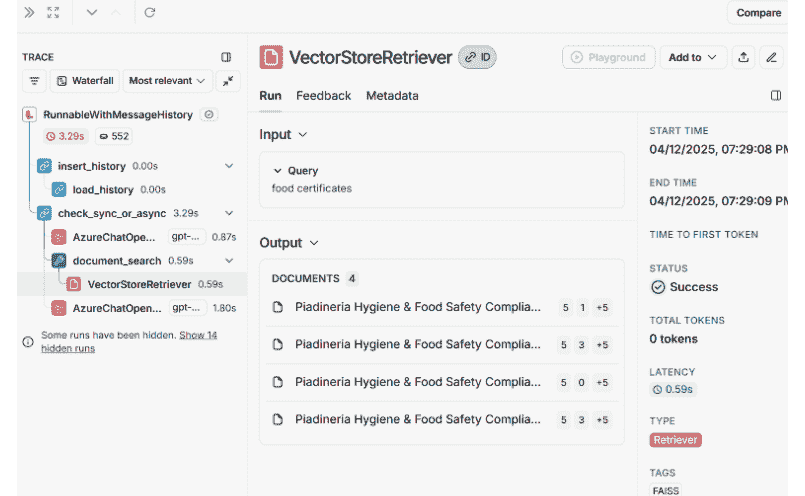 Compare
TRACE
Waterfall
Most relevant
RunnableWithMessageHistory
3.29s
552
insert_history 0.00s
load_history 0.00s
check_sync_or_async 3.29s
AzureChatOpen... gpt-... 0.87s
document_search 0.59s
VectorStoreRetriever 0.59s
AzureChatOpen... gpt-... 1.80s
Some runs have been hidden. Show 14
hidden runs
VectorStoreRetriever
ID
Playground
Add to
Run Feedback Metadata
Input
Query
food certificates
Output
DOCUMENTS 4
Piadineria Hygiene & Food Safety Complia... 5 1 +5
Piadineria Hygiene & Food Safety Complia... 5 3 +5
Piadineria Hygiene & Food Safety Complia... 5 0 +5
Piadineria Hygiene & Food Safety Complia... 5 3 +5
START TIME
04/12/2025, 07:29:08 PM
END TIME
04/12/2025, 07:29:09 PM
TIME TO FIRST TOKEN
STATUS
Success
TOTAL TOKENS
0 tokens
LATENCY
0.59s
TYPE
Retriever
TAGS
FAISS